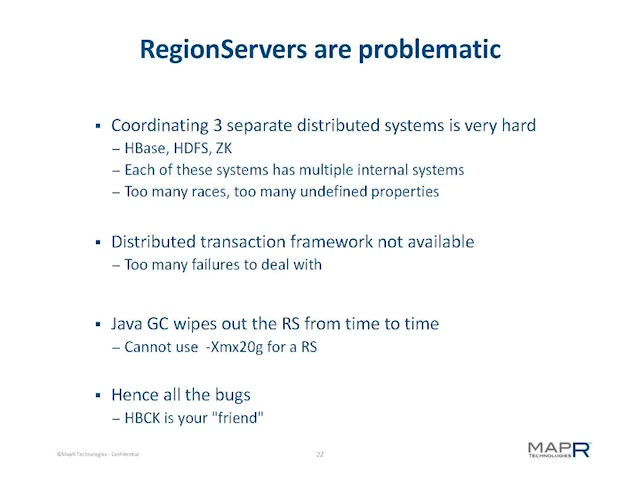 RegionServers are problematic
▪ Coordinating 3 separate distributed systems is very hard
– HBase, HDFS, ZK
– Each of these systems has multiple internal systems
– Too many races, too many undefined properties
▪ Distributed transaction framework not available
– Too many failures to deal with
▪ Java GC wipes out the RS from time to time
– Cannot use -Xmx20g for a RS
▪ Hence all the bugs
– HBCK is your "friend"
©MapR Technologies - Confidential
22
MAPR
TECHNOLOGIES